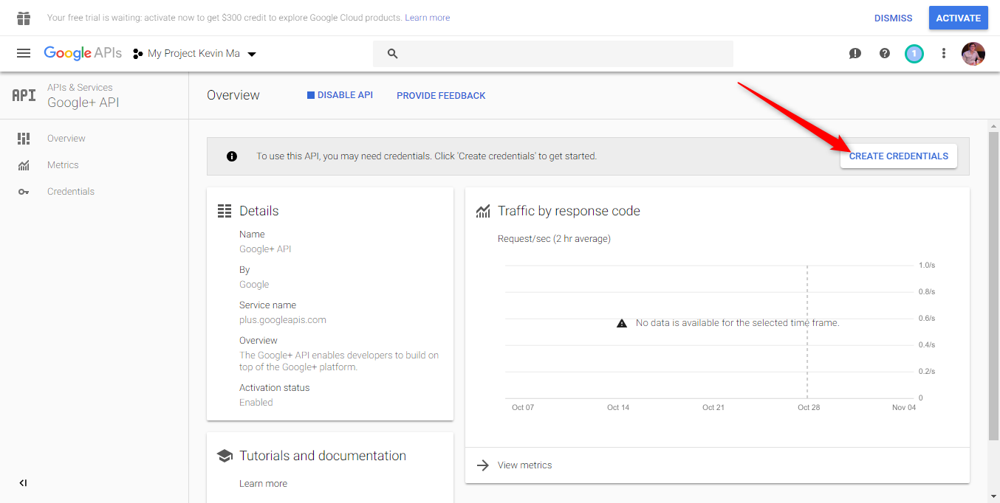 Your free trial is waiting: activate now to get $300 credit to explore Google Cloud products. Learn more
DISMISS
ACTIVATE
Google APIs
My Project Kevin Ma
1
API
APIs & Services
Google+ API
Overview
DISABLE API
PROVIDE FEEDBACK
Overview
Metrics
Credentials
To use this API, you may need credentials. Click 'Create credentials' to get started.
CREATE CREDENTIALS
Details
Name
Google+ API
By
Google
Service name
plus.googleapis.com
Overview
The Google+ API enables developers to build on
top of the Google+ platform.
Activation status
Enabled
Traffic by response code
Request/sec (2 hr average)
1.0/s
0.8/s
0.6/s
No data is available for the selected time frame.
0.4/s
0.2/s
0
Oct 07
Oct 14
Oct 21
Oct 28
Nov 04
View metrics
Tutorials and documentation
Learn more